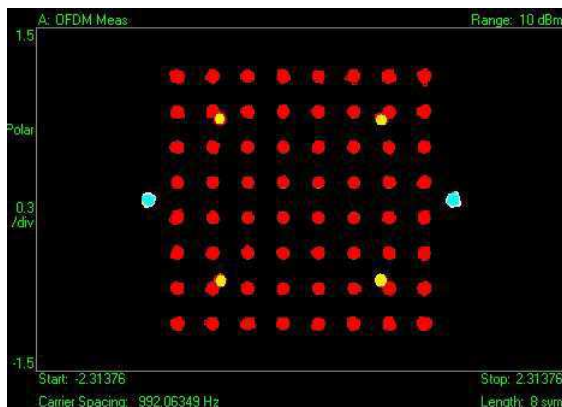 A: OFDM Meas
Range: 10 dBm
1.5
Polar
0.3
/div
-1.5
Start: -2.31376
Stop: 2.31376
Carrier Spacing: 992.06349 Hz
Length: 8 sym